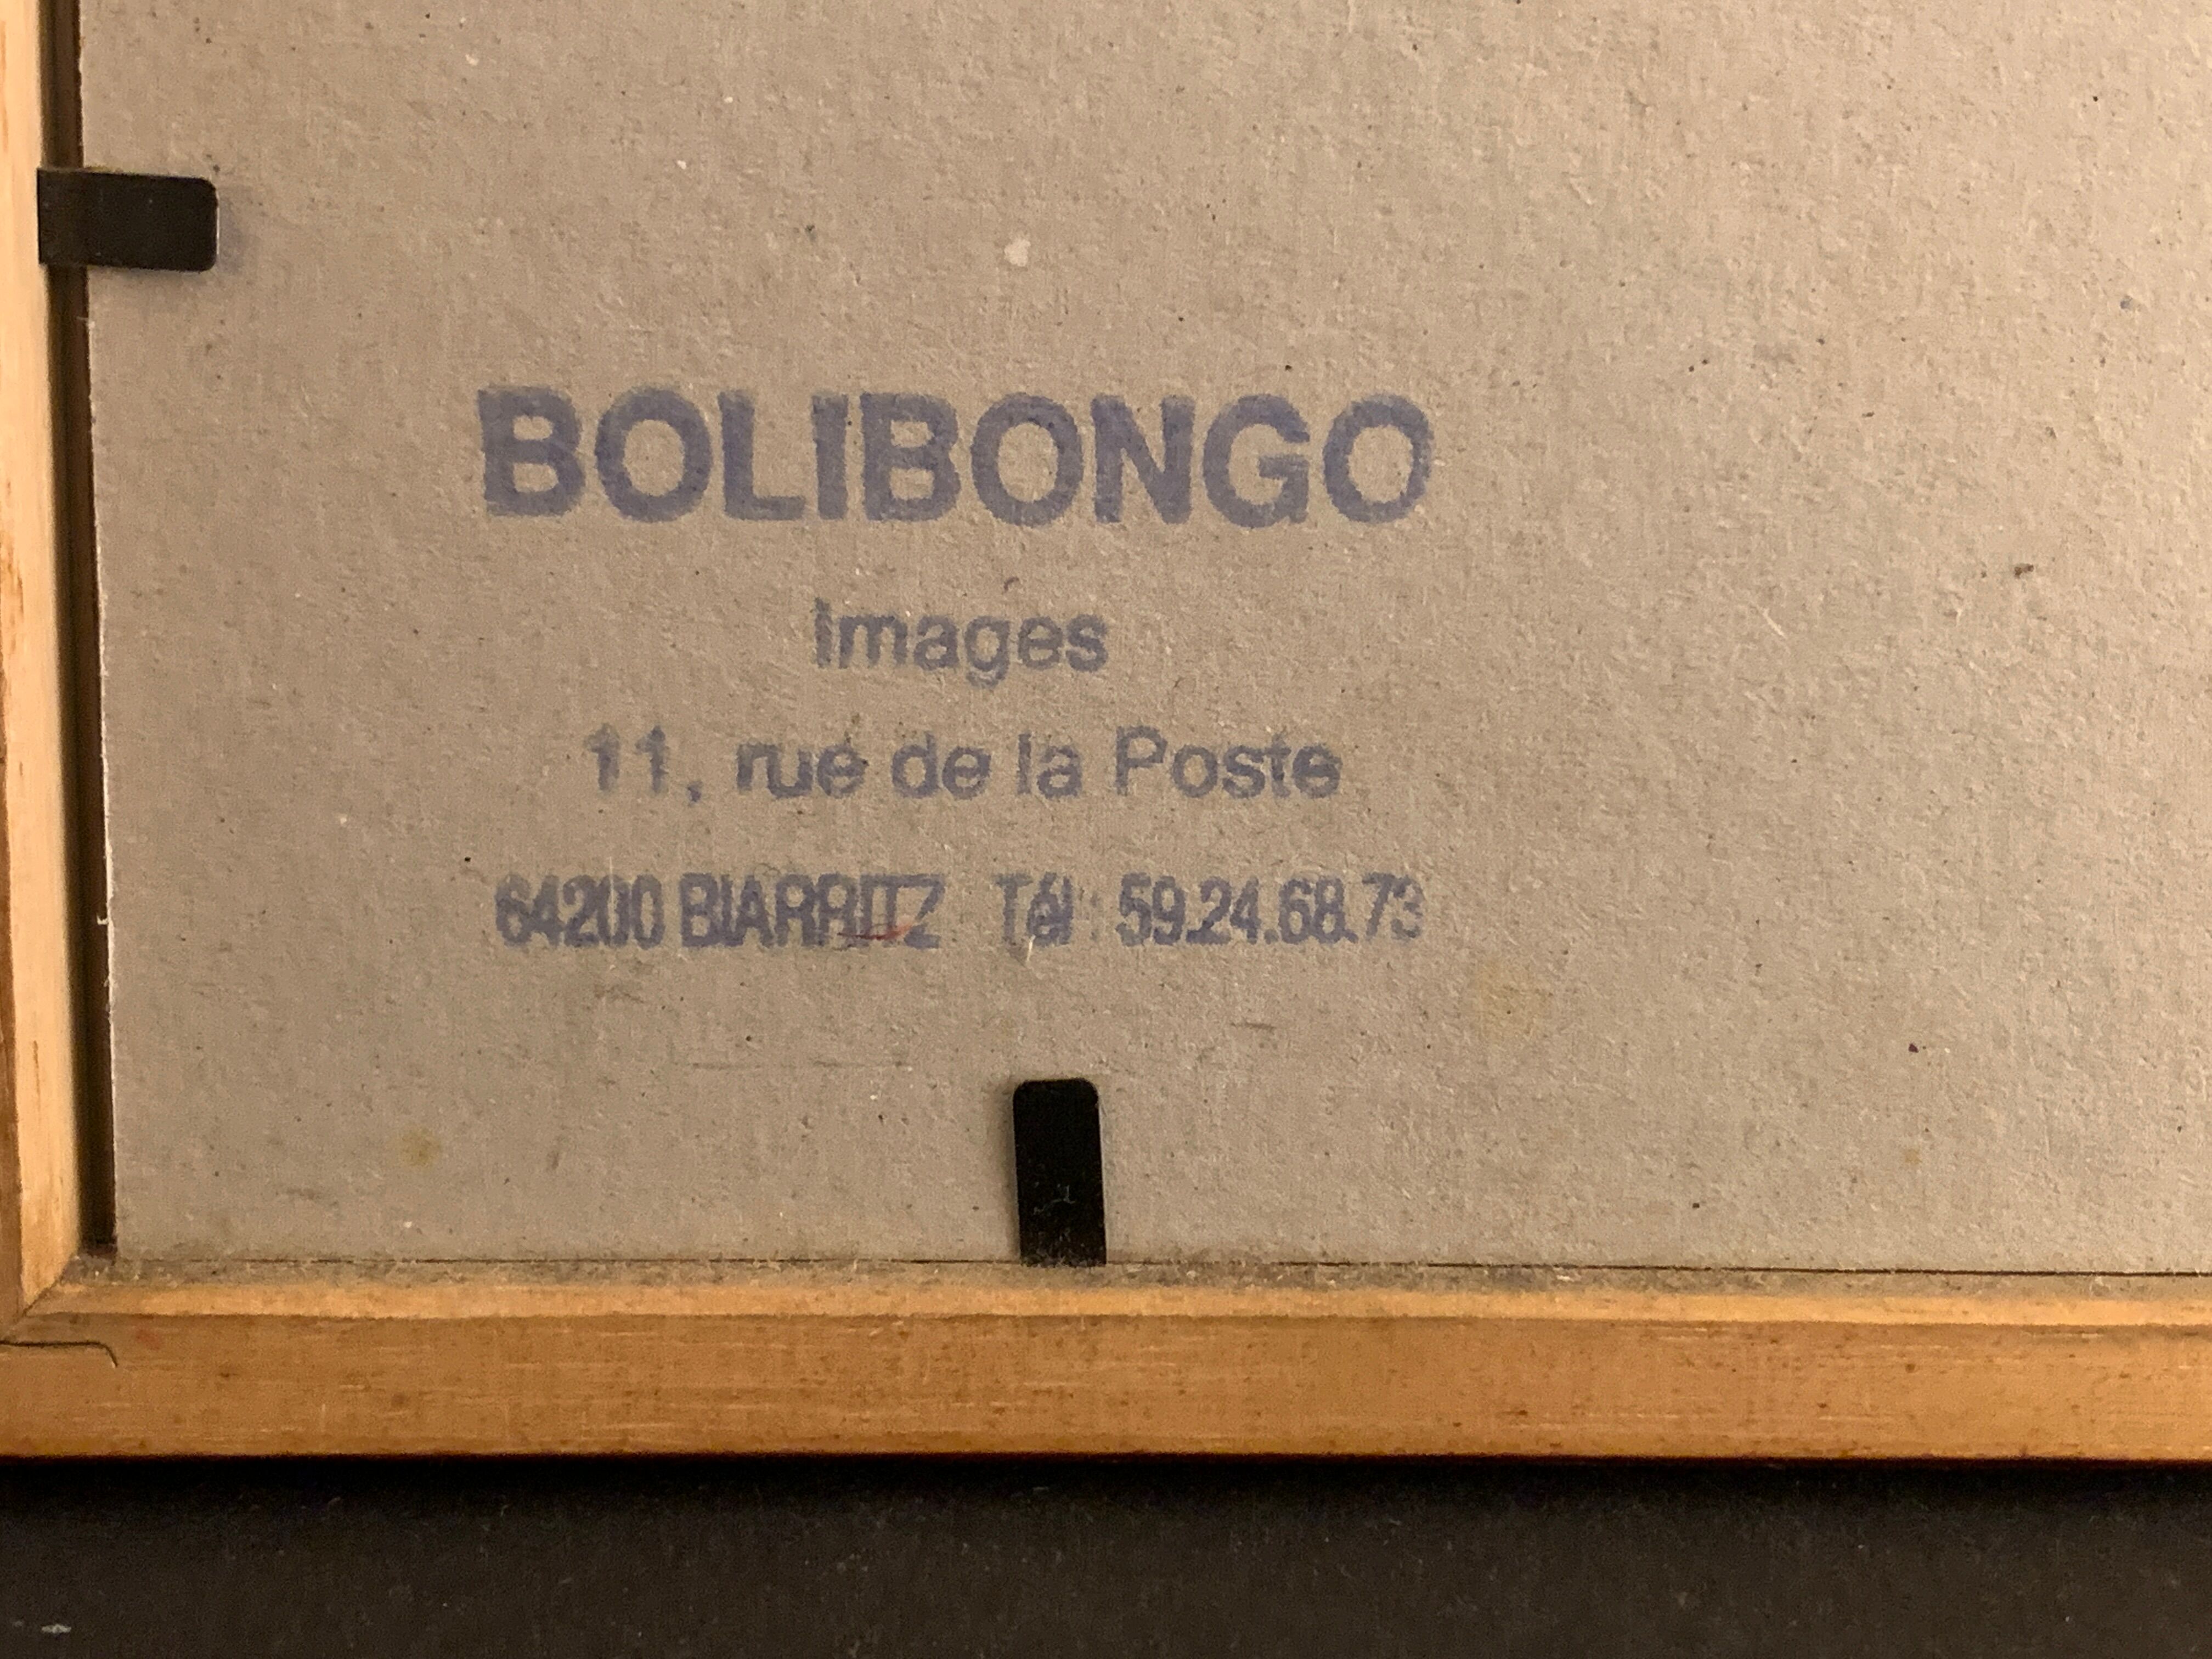 BOLIBONGO
Images
11, rue de la Poste
64200 BIARRITZ Tél : 59.24.68.73